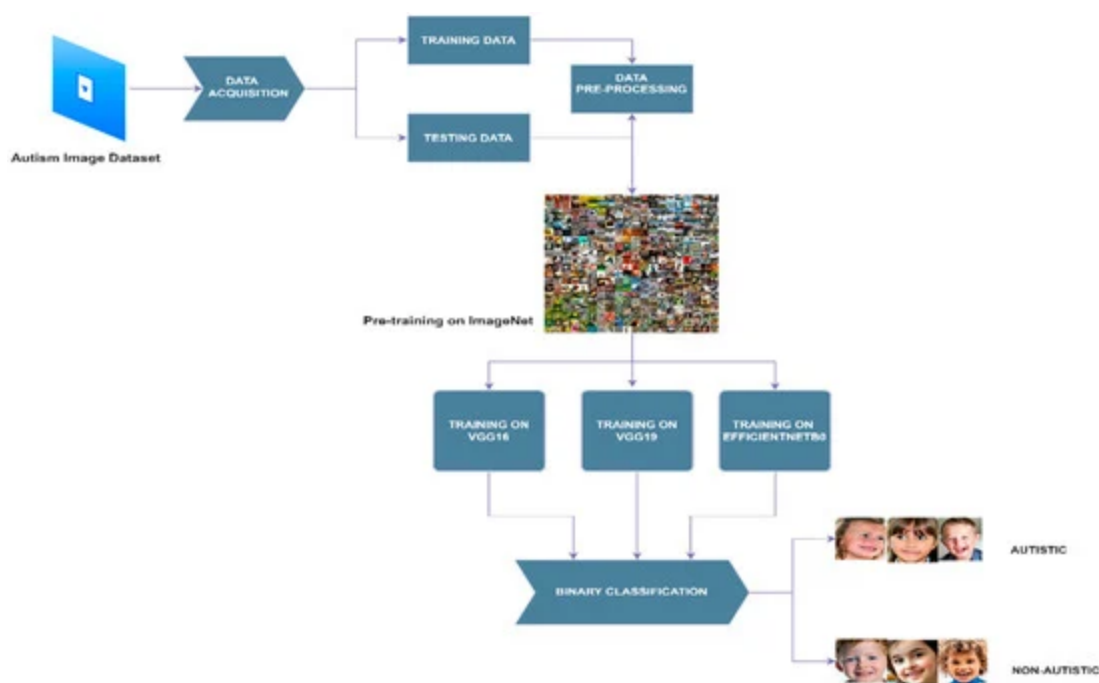 TRAINING DATA
DATA
ACQUISITION
DATA
PRE-PROCESSING
TESTING DATA
Autism Image Dataset
Pre-training on ImageNet
TRAINING ON
VGG16
TRAINING ON
VGG19
TRAINING ON
EFFICIENTNETB0
AUTISTIC
BINARY CLASSIFICATION
NON-AUTISTIC